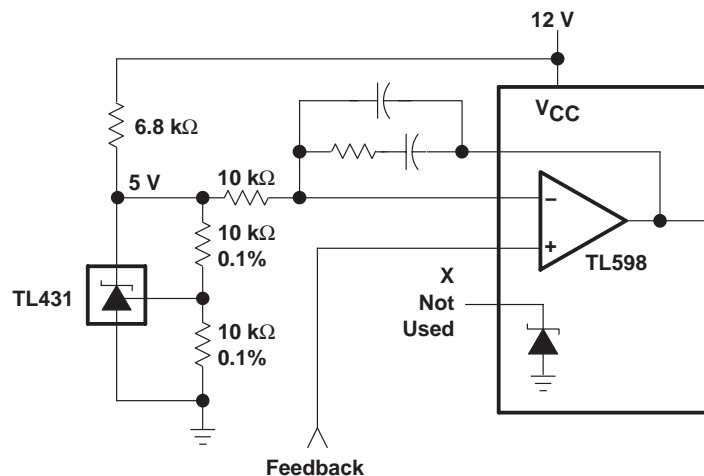 12 V
VCC
6.8 kΩ
5 V
10 kΩ
10 kΩ
0.1%
–
+
TL598
TL431
X
Not
Used
10 kΩ
0.1%
Feedback